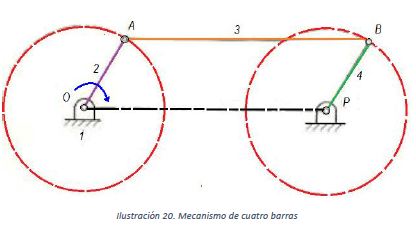 A
3
B
2
4
O
P
1
Ilustración 20. Mecanismo de cuatro barras